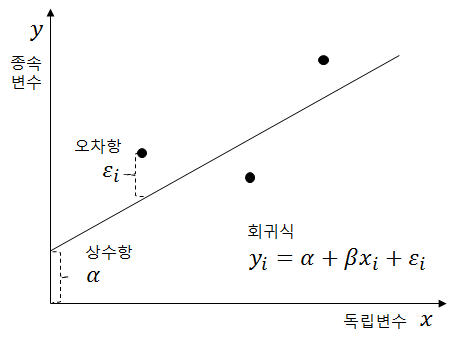 y
종속
변수
오차항
εᵢ
상수항
α
회귀식
yᵢ = α + βxᵢ + εᵢ
독립변수 x